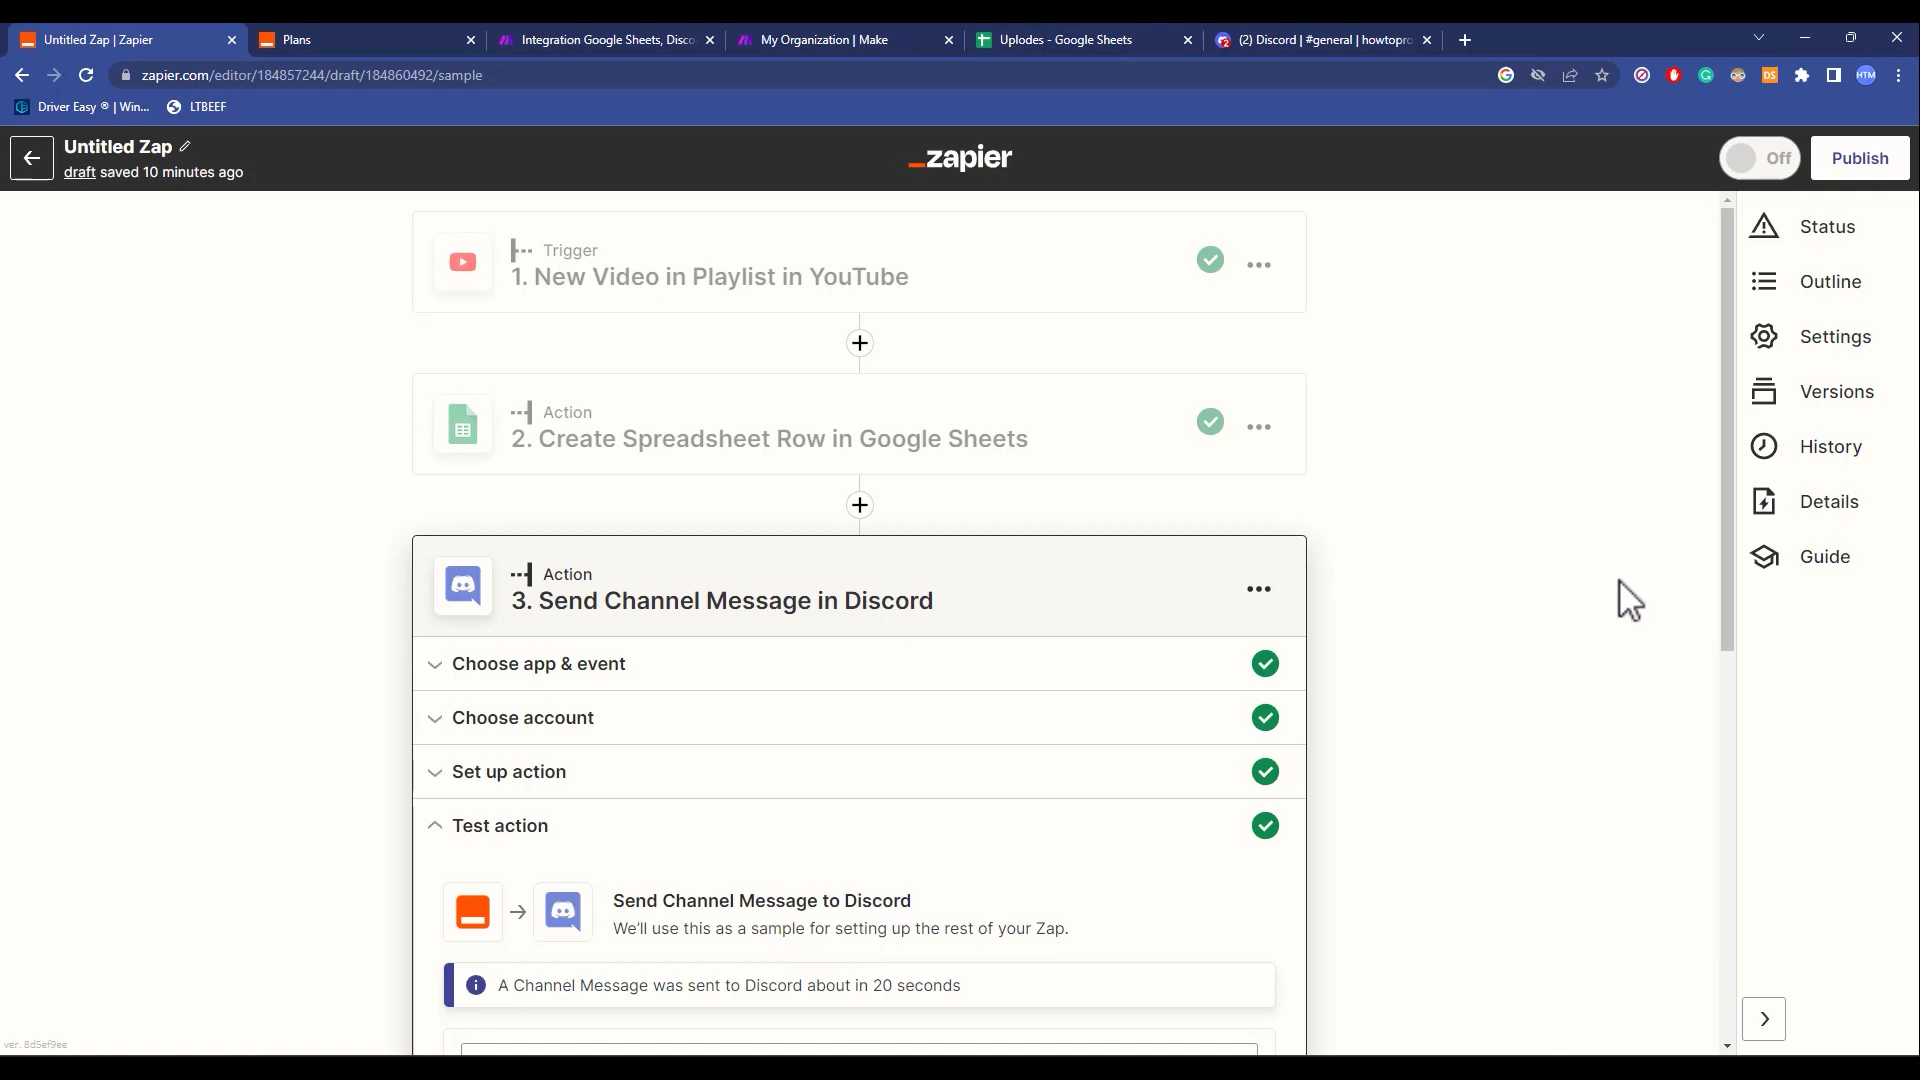 Untitled Zap | Zapier
Plans
Integration Google Sheets, Disco
My Organization | Make
Uplodes - Google Sheets
(2) Discord | #general | howtopro
zapier.com/editor/184857244/draft/184860492/sample
DS
HTM
Driver Easy ® | Win...
LTBEEF
Untitled Zap
draft saved 10 minutes ago
_zapier
Off
Publish
Trigger
1. New Video in Playlist in YouTube
Action
2. Create Spreadsheet Row in Google Sheets
Action
3. Send Channel Message in Discord
Choose app & event
Choose account
Set up action
Test action
Send Channel Message to Discord
We'll use this as a sample for setting up the rest of your Zap.
A Channel Message was sent to Discord about in 20 seconds
Status
Outline
Settings
Versions
History
Details
Guide
ver. 8d5ef9ee